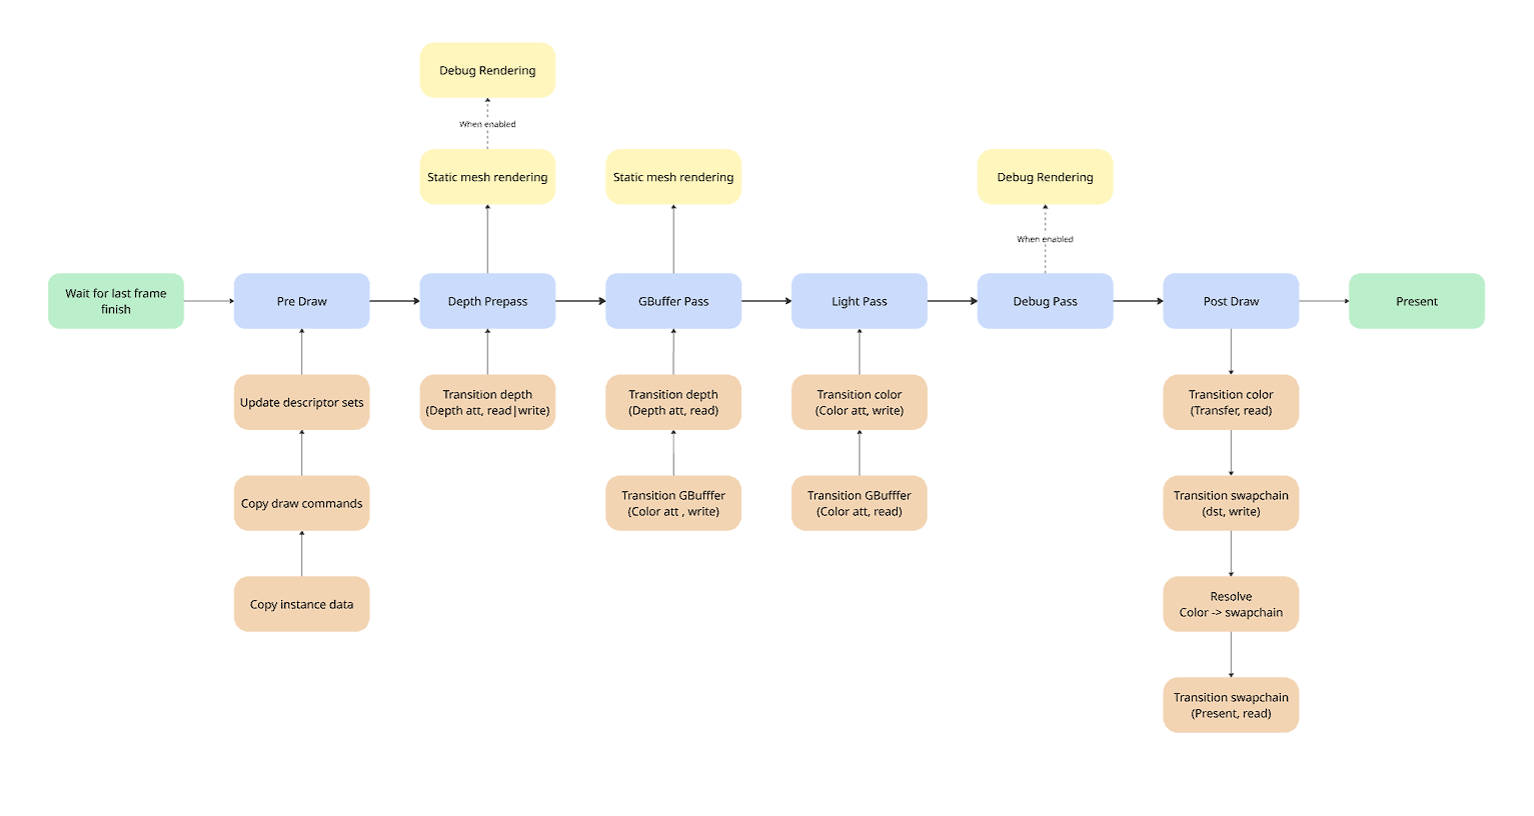 Debug Rendering
When enabled
Static mesh rendering
Static mesh rendering
Debug Rendering
When enabled
Wait for last frame
finish
Pre Draw
Depth Prepass
GBuffer Pass
Light Pass
Debug Pass
Post Draw
Present
Update descriptor sets
Transition depth
(Depth att, read|write)
Transition depth
(Depth att, read)
Transition color
(Color att, write)
Transition color
(Transfer, read)
Copy draw commands
Transition GBufffer
(Color att , write)
Transition GBufffer
(Color att, read)
Transition swapchain
(dst, write)
Copy instance data
Resolve
Color -> swapchain
Transition swapchain
(Present, read)